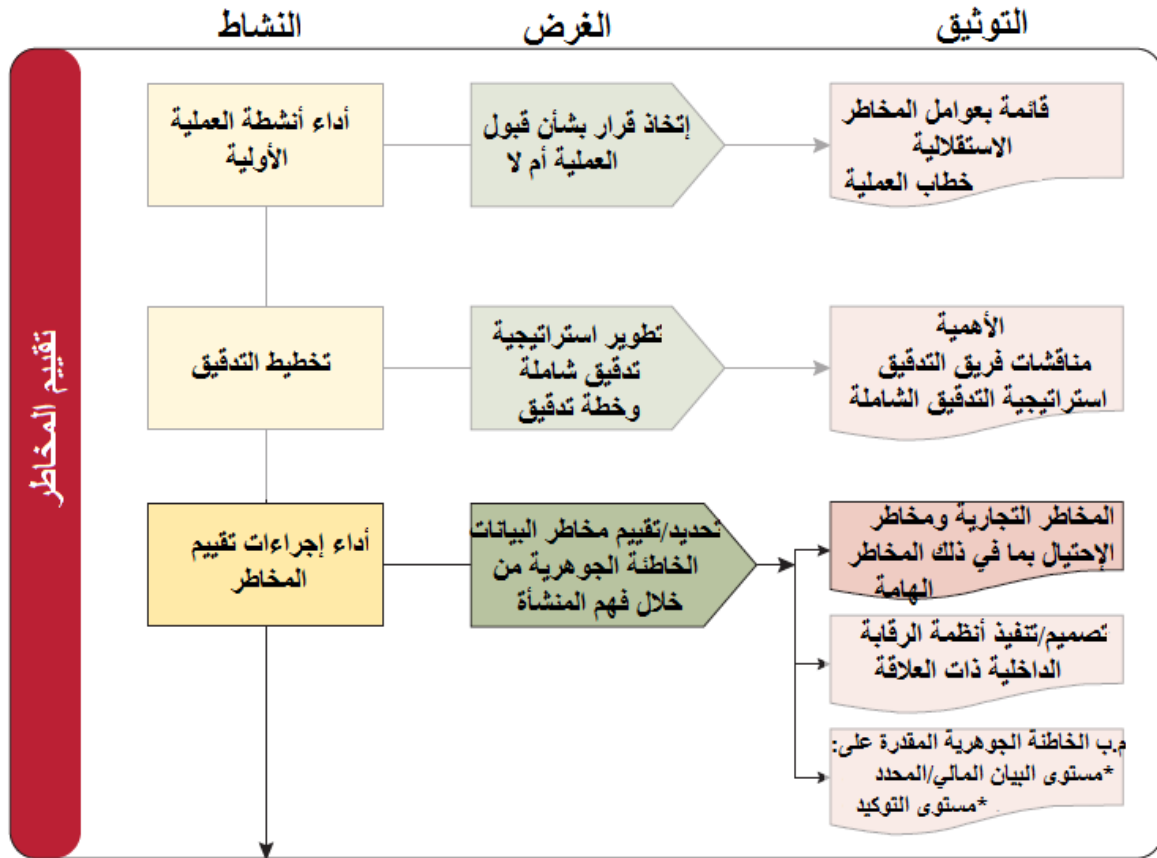 النشاط
الغرض
التوثيق
تقييم المخاطر
أداء أنشطة العملية
الأولية
إتخاذ قرار بشأن قبول
العملية أم لا
قائمة بعوامل المخاطر
الاستقلالية
خطاب العملية
تخطيط التدقيق
تطوير استراتيجية
تدقيق شاملة
وخطة تدقيق
الأهمية
مناقشات فريق التدقيق
استراتيجية التدقيق الشاملة
أداء إجراءات تقييم
المخاطر
تحديد/تقييم مخاطر البيانات
الخاطئة الجوهرية من
خلال فهم المنشأة
المخاطر التجارية ومخاطر
الإحتيال بما في ذلك المخاطر
الهامة
تصميم/تنفيذ أنظمة الرقابة
الداخلية ذات العلاقة
م.ب الخاطئة الجوهرية المقدرة على:
*مستوى البيان المالي/المحدد
*مستوى التوكيد